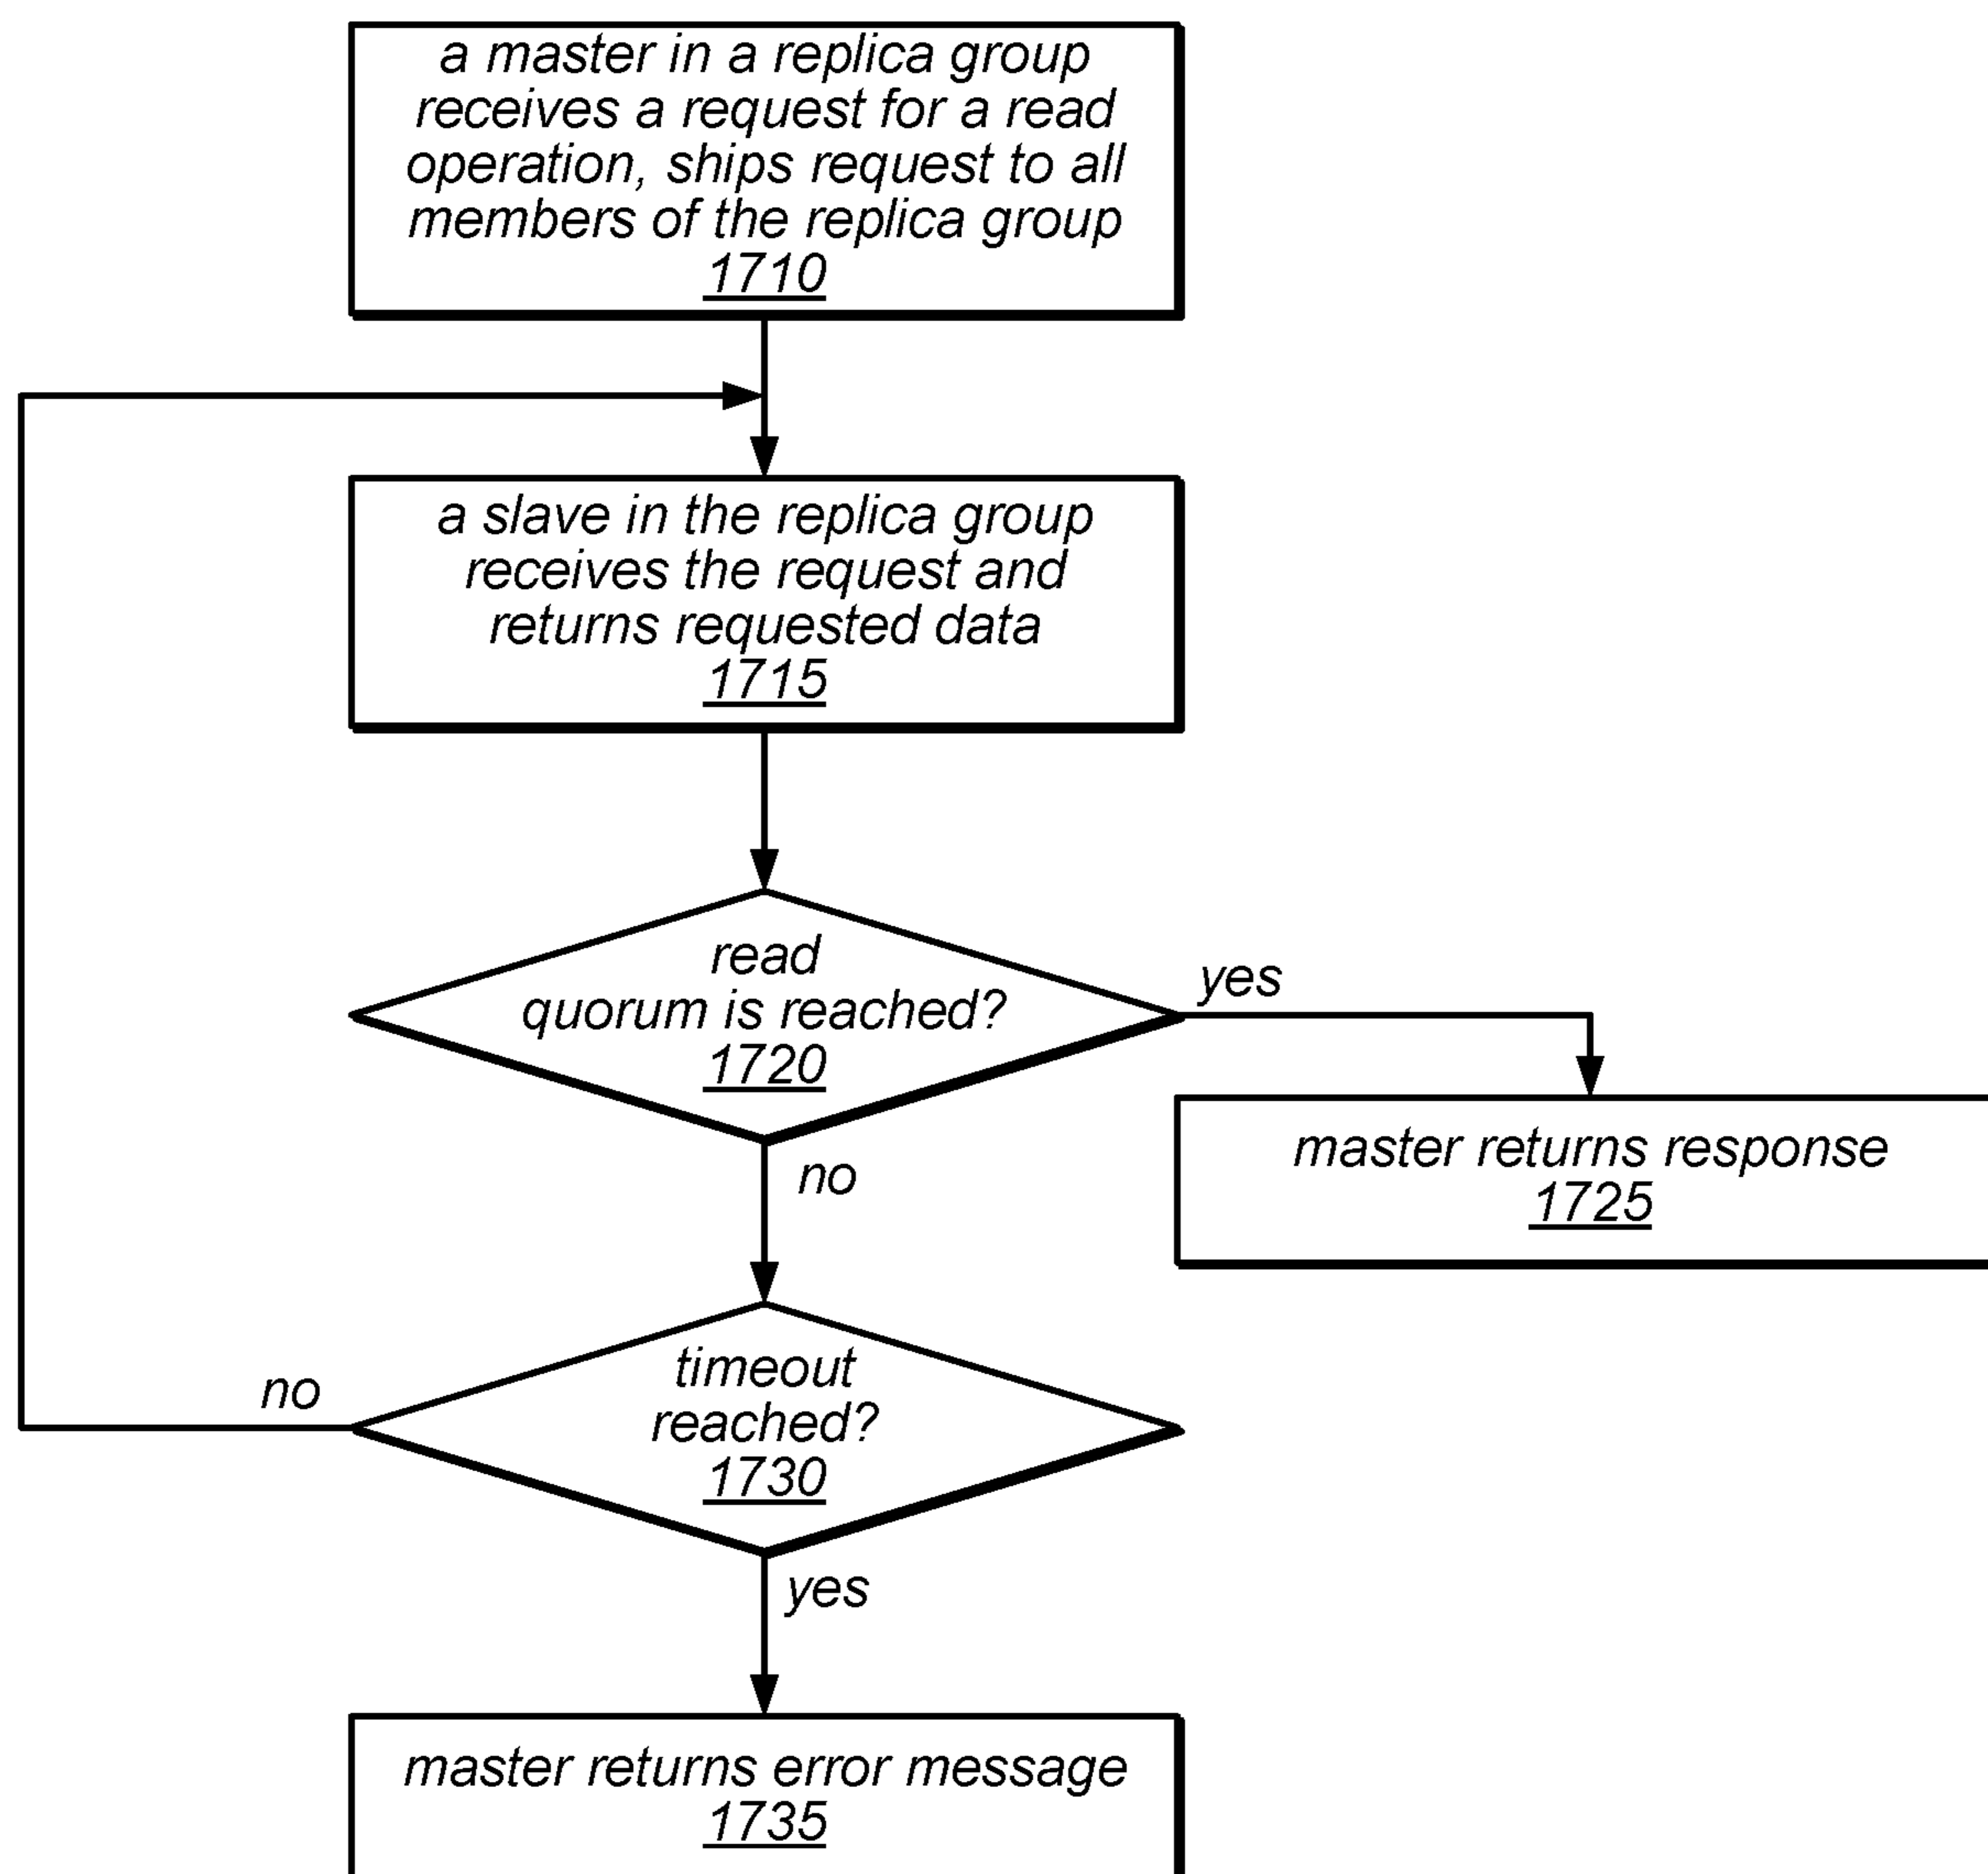 a master in a replica group
receives a request for a read
operation, ships request to all
members of the replica group
1710
a slave in the replica group
receives the request and
returns requested data
1715
read
quorum is reached?
1720
yes
no
master returns response
1725
timeout
reached?
1730
no
yes
master returns error message
1735